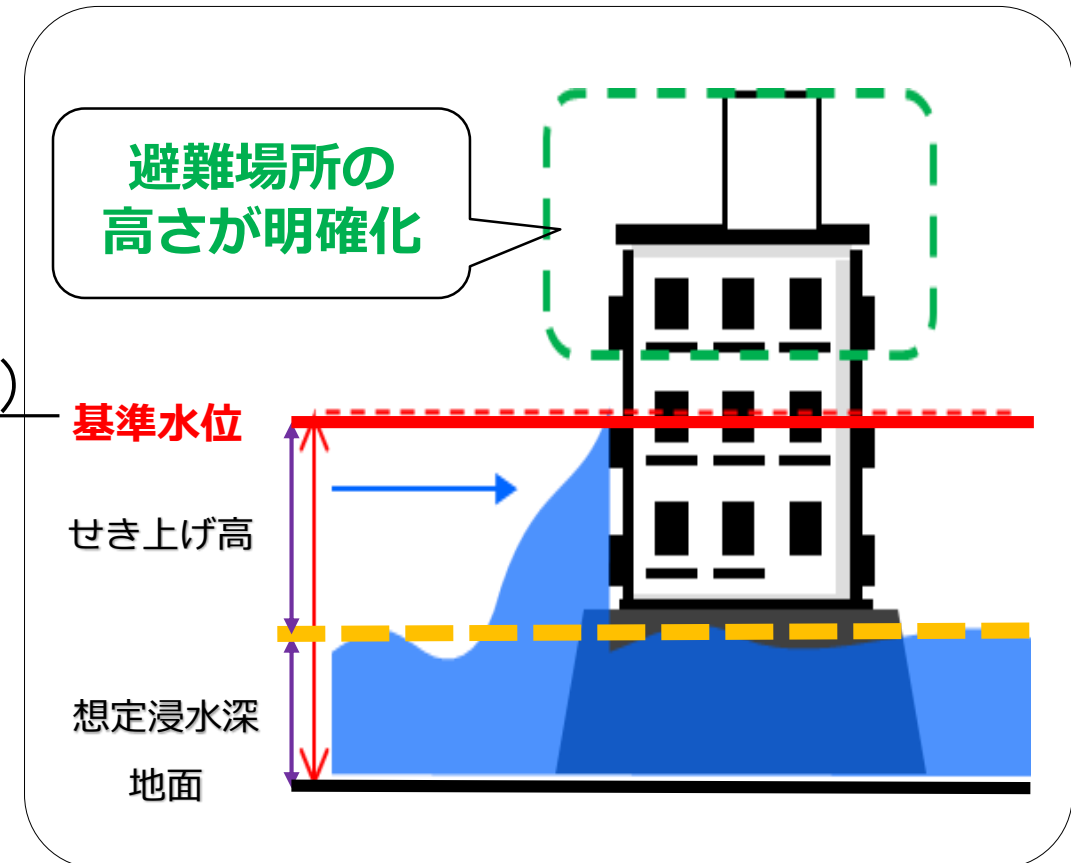 避難場所の
高さが明確化
)
基準水位
せき上げ高
想定浸水深
地面